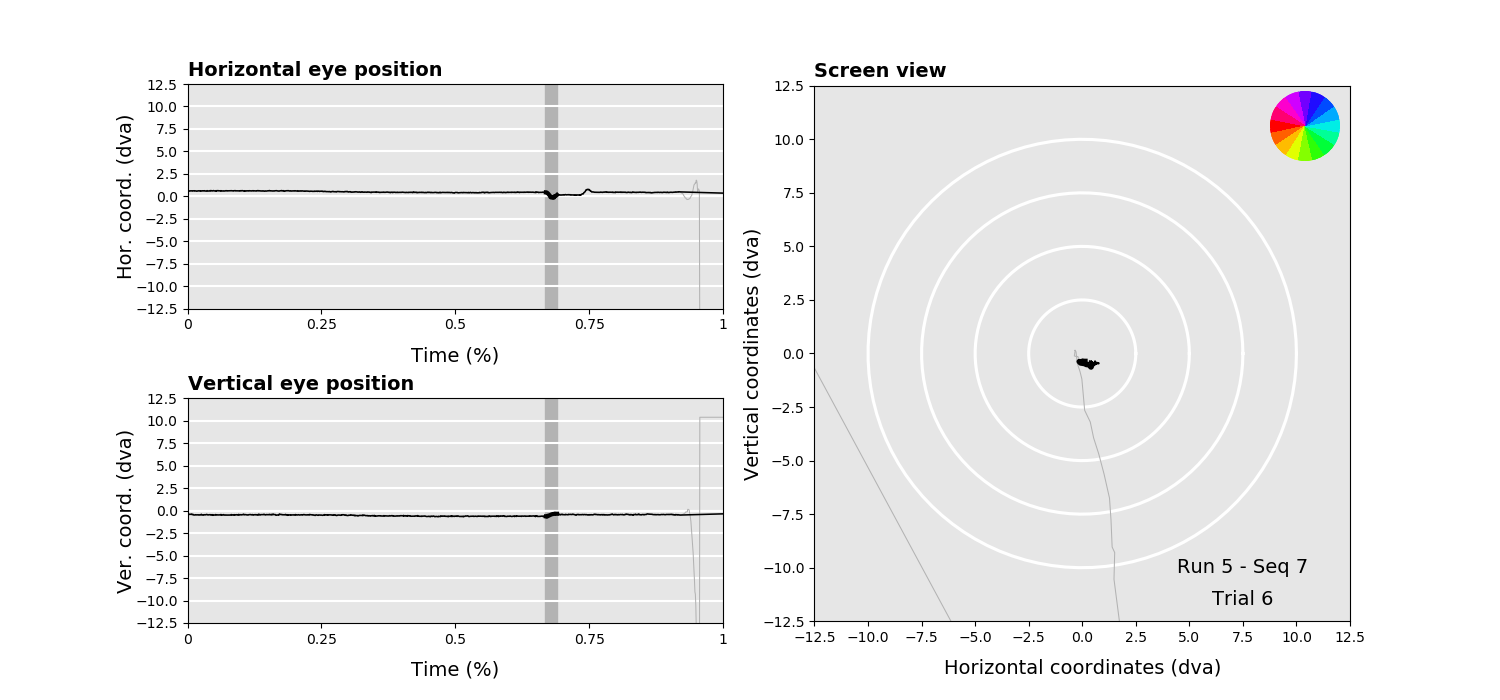 Horizontal eye position
12.5
10.0
7.5
5.0
2.5
0.0
−2.5
−5.0
−7.5
−10.0
−12.5
Hor. coord. (dva)
0 0.25 0.5 0.75 1
Time (%)
Vertical eye position
12.5
10.0
7.5
5.0
2.5
0.0
−2.5
−5.0
−7.5
−10.0
−12.5
Ver. coord. (dva)
0 0.25 0.5 0.75 1
Time (%)
Screen view
12.5
10.0
7.5
5.0
2.5
0.0
−2.5
−5.0
−7.5
−10.0
−12.5
Vertical coordinates (dva)
Run 5 - Seq 7
Trial 6
−12.5 −10.0 −7.5 −5.0 −2.5 0.0 2.5 5.0 7.5 10.0 12.5
Horizontal coordinates (dva)